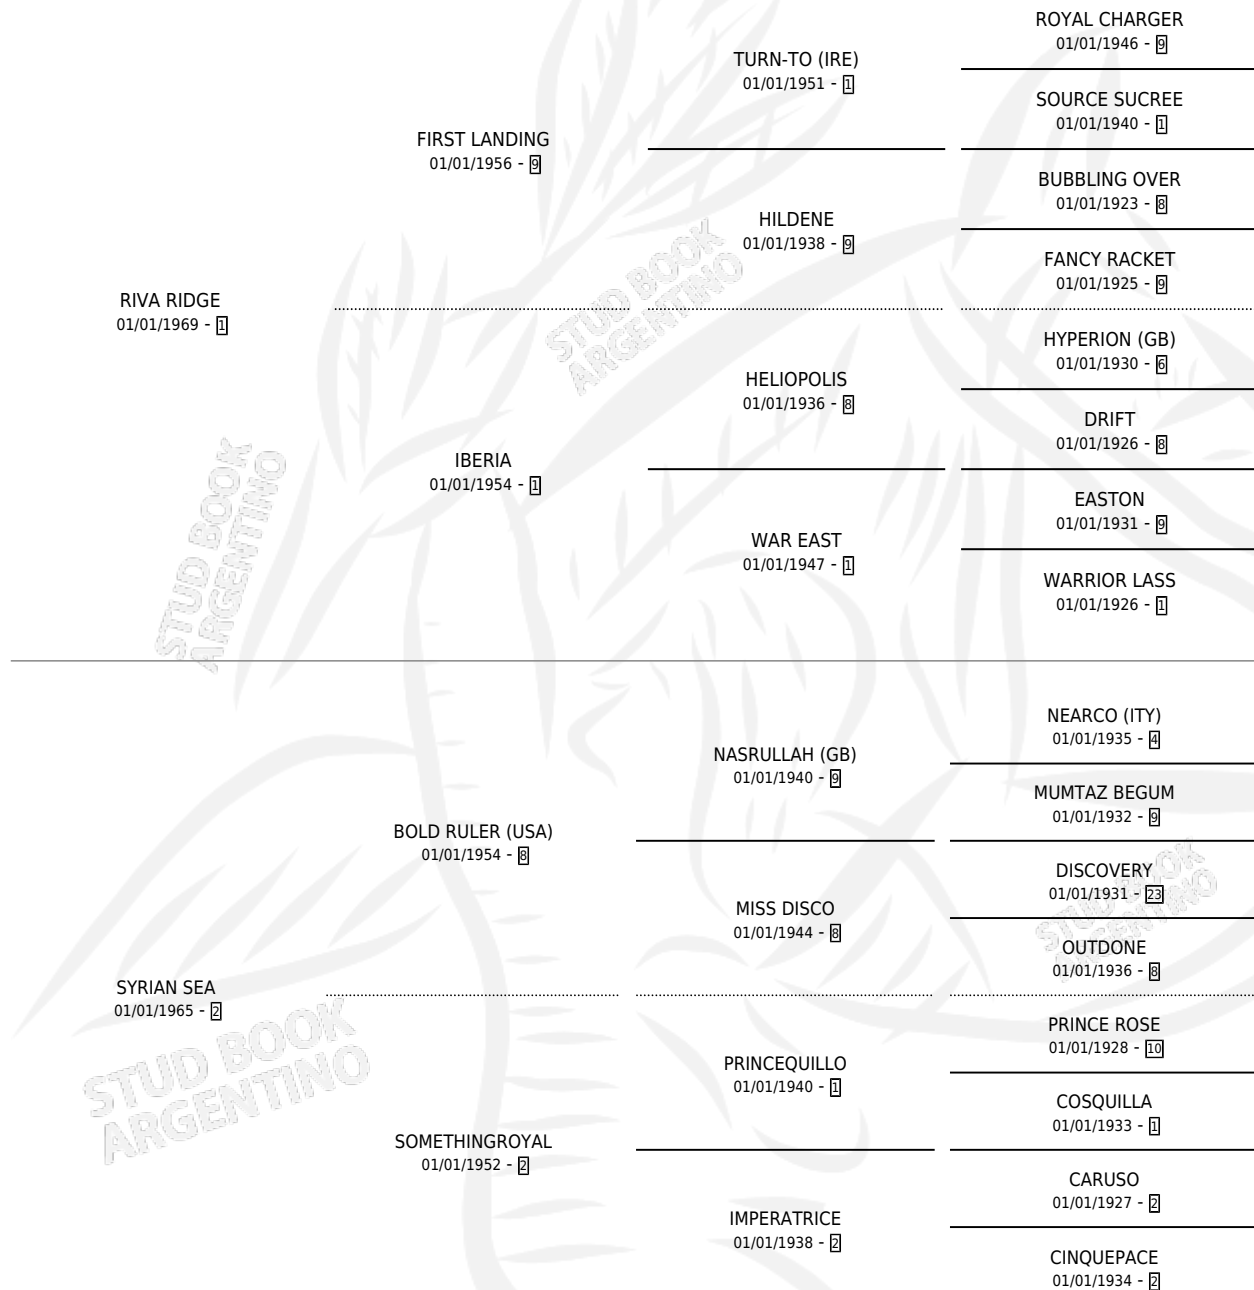 ROYAL CHARGER
01/01/1946 - 9
TURN-TO (IRE)
01/01/1951 - 1
SOURCE SUCREE
01/01/1940 - 1
FIRST LANDING
01/01/1956 - 9
BUBBLING OVER
01/01/1923 - 8
HILDENE
01/01/1938 - 9
FANCY RACKET
01/01/1925 - 9
RIVA RIDGE
01/01/1969 - 1
HYPERION (GB)
01/01/1930 - 6
HELIOPOLIS
01/01/1936 - 8
DRIFT
01/01/1926 - 8
IBERIA
01/01/1954 - 1
EASTON
01/01/1931 - 9
WAR EAST
01/01/1947 - 1
WARRIOR LASS
01/01/1926 - 1
NEARCO (ITY)
01/01/1935 - 4
NASRULLAH (GB)
01/01/1940 - 9
MUMTAZ BEGUM
01/01/1932 - 9
BOLD RULER (USA)
01/01/1954 - 8
DISCOVERY
01/01/1931 - 23
MISS DISCO
01/01/1944 - 8
OUTDONE
01/01/1936 - 8
SYRIAN SEA
01/01/1965 - 2
PRINCE ROSE
01/01/1928 - 10
PRINCEQUILLO
01/01/1940 - 1
COSQUILLA
01/01/1933 - 1
SOMETHINGROYAL
01/01/1952 - 2
CARUSO
01/01/1927 - 2
IMPERATRICE
01/01/1938 - 2
CINQUEPACE
01/01/1934 - 2
STUD BOOK
ARGENTINO
STUD BOOK
ARGENTINO
STUD BOOK
ARGENTINO
STUD BOOK
ARGENTINO